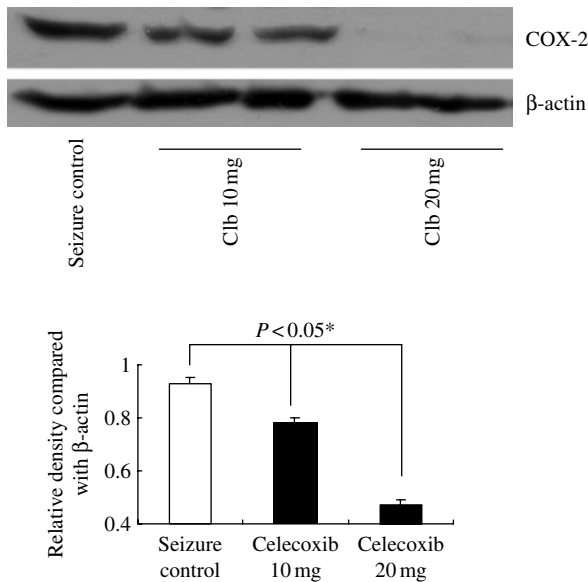 COX-2
β-actin
Seizure control
Clb 10 mg
Clb 20 mg
P < 0.05*
Relative density compared
with β-actin
1
0.8
0.6
0.4
Seizure
control
Celecoxib
10 mg
Celecoxib
20 mg